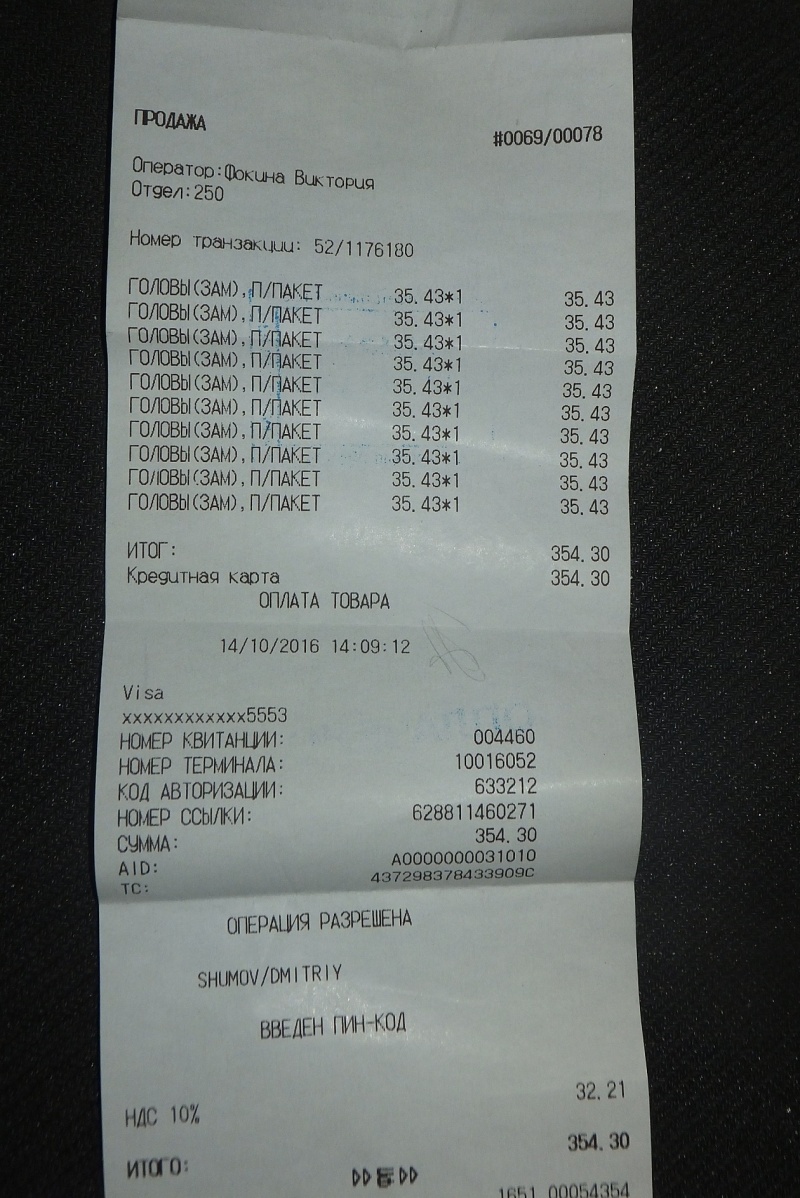 ПРОДАЖА #0069/00078
Оператор:Фокина Виктория
Отдел:250
Номер транзакции: 52/1176180
ГОЛОВЫ(ЗАМ),П/ПАКЕТ 35.43*1 35.43
ГОЛОВЫ(ЗАМ),П/ПАКЕТ 35.43*1 35.43
ГОЛОВЫ(ЗАМ),П/ПАКЕТ 35.43*1 35.43
ГОЛОВЫ(ЗАМ),П/ПАКЕТ 35.43*1 35.43
ГОЛОВЫ(ЗАМ),П/ПАКЕТ 35.43*1 35.43
ГОЛОВЫ(ЗАМ),П/ПАКЕТ 35.43*1 35.43
ГОЛОВЫ(ЗАМ),П/ПАКЕТ 35.43*1 35.43
ГОЛОВЫ(ЗАМ),П/ПАКЕТ 35.43*1 35.43
ГОЛОВЫ(ЗАМ),П/ПАКЕТ 35.43*1 35.43
ГОЛОВЫ(ЗАМ),П/ПАКЕТ 35.43*1 35.43
ИТОГ: 354.30
Кредитная карта 354.30
ОПЛАТА ТОВАРА
14/10/2016 14:09:12
Visa
xxxxxxxxxxxx5553
НОМЕР КВИТАНЦИИ: 004460
НОМЕР ТЕРМИНАЛА: 10016052
КОД АВТОРИЗАЦИИ: 633212
НОМЕР ССЫЛКИ: 628811460271
СУММА: 354.30
AID: A0000000031010
TC: 437298378433909C
ОПЕРАЦИЯ РАЗРЕШЕНА
SHUMOV/DMITRIY
ВВЕДЕН ПИН-КОД
НДС 10% 32.21
ИТОГО: 354.30
1651 00054354